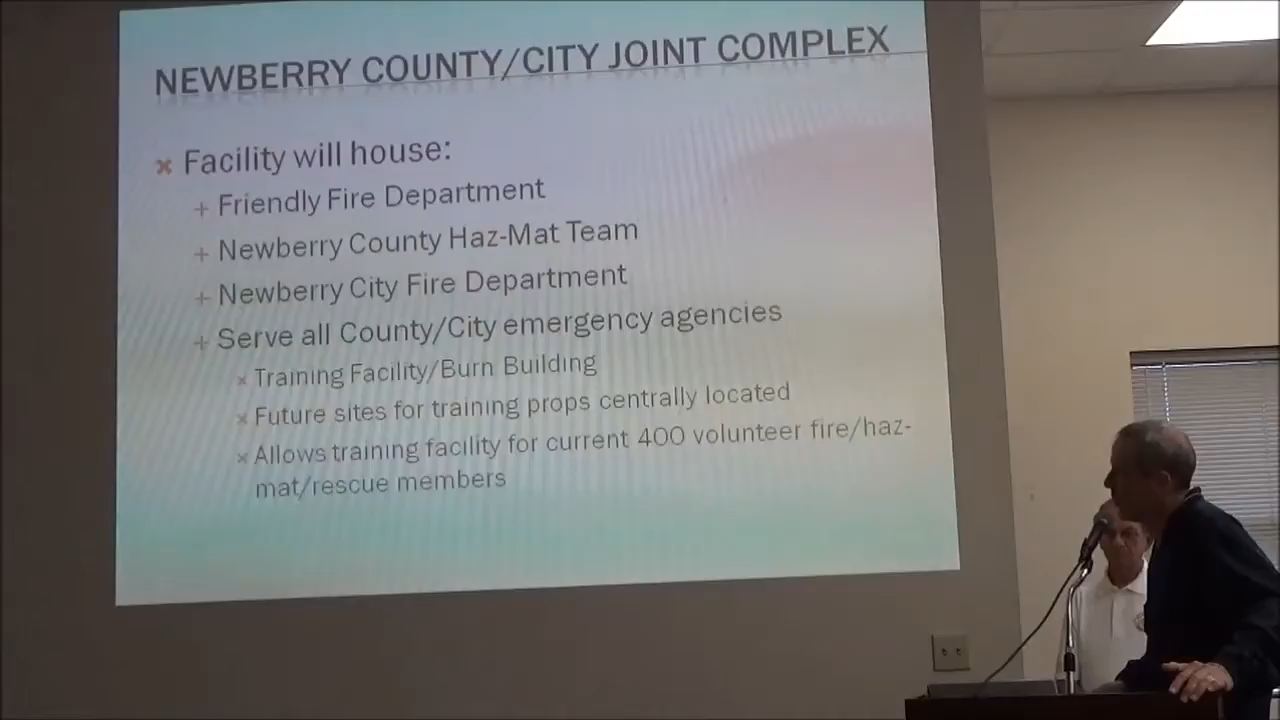 NEWBERRY COUNTY/CITY JOINT COMPLEX
Facility will house:
Friendly Fire Department
Newberry County Haz-Mat Team
Newberry City Fire Department
Serve all County/City emergency agencies
Training Facility/Burn Building
Future sites for training props centrally located
Allows training facility for current 400 volunteer fire/haz-
mat/rescue members